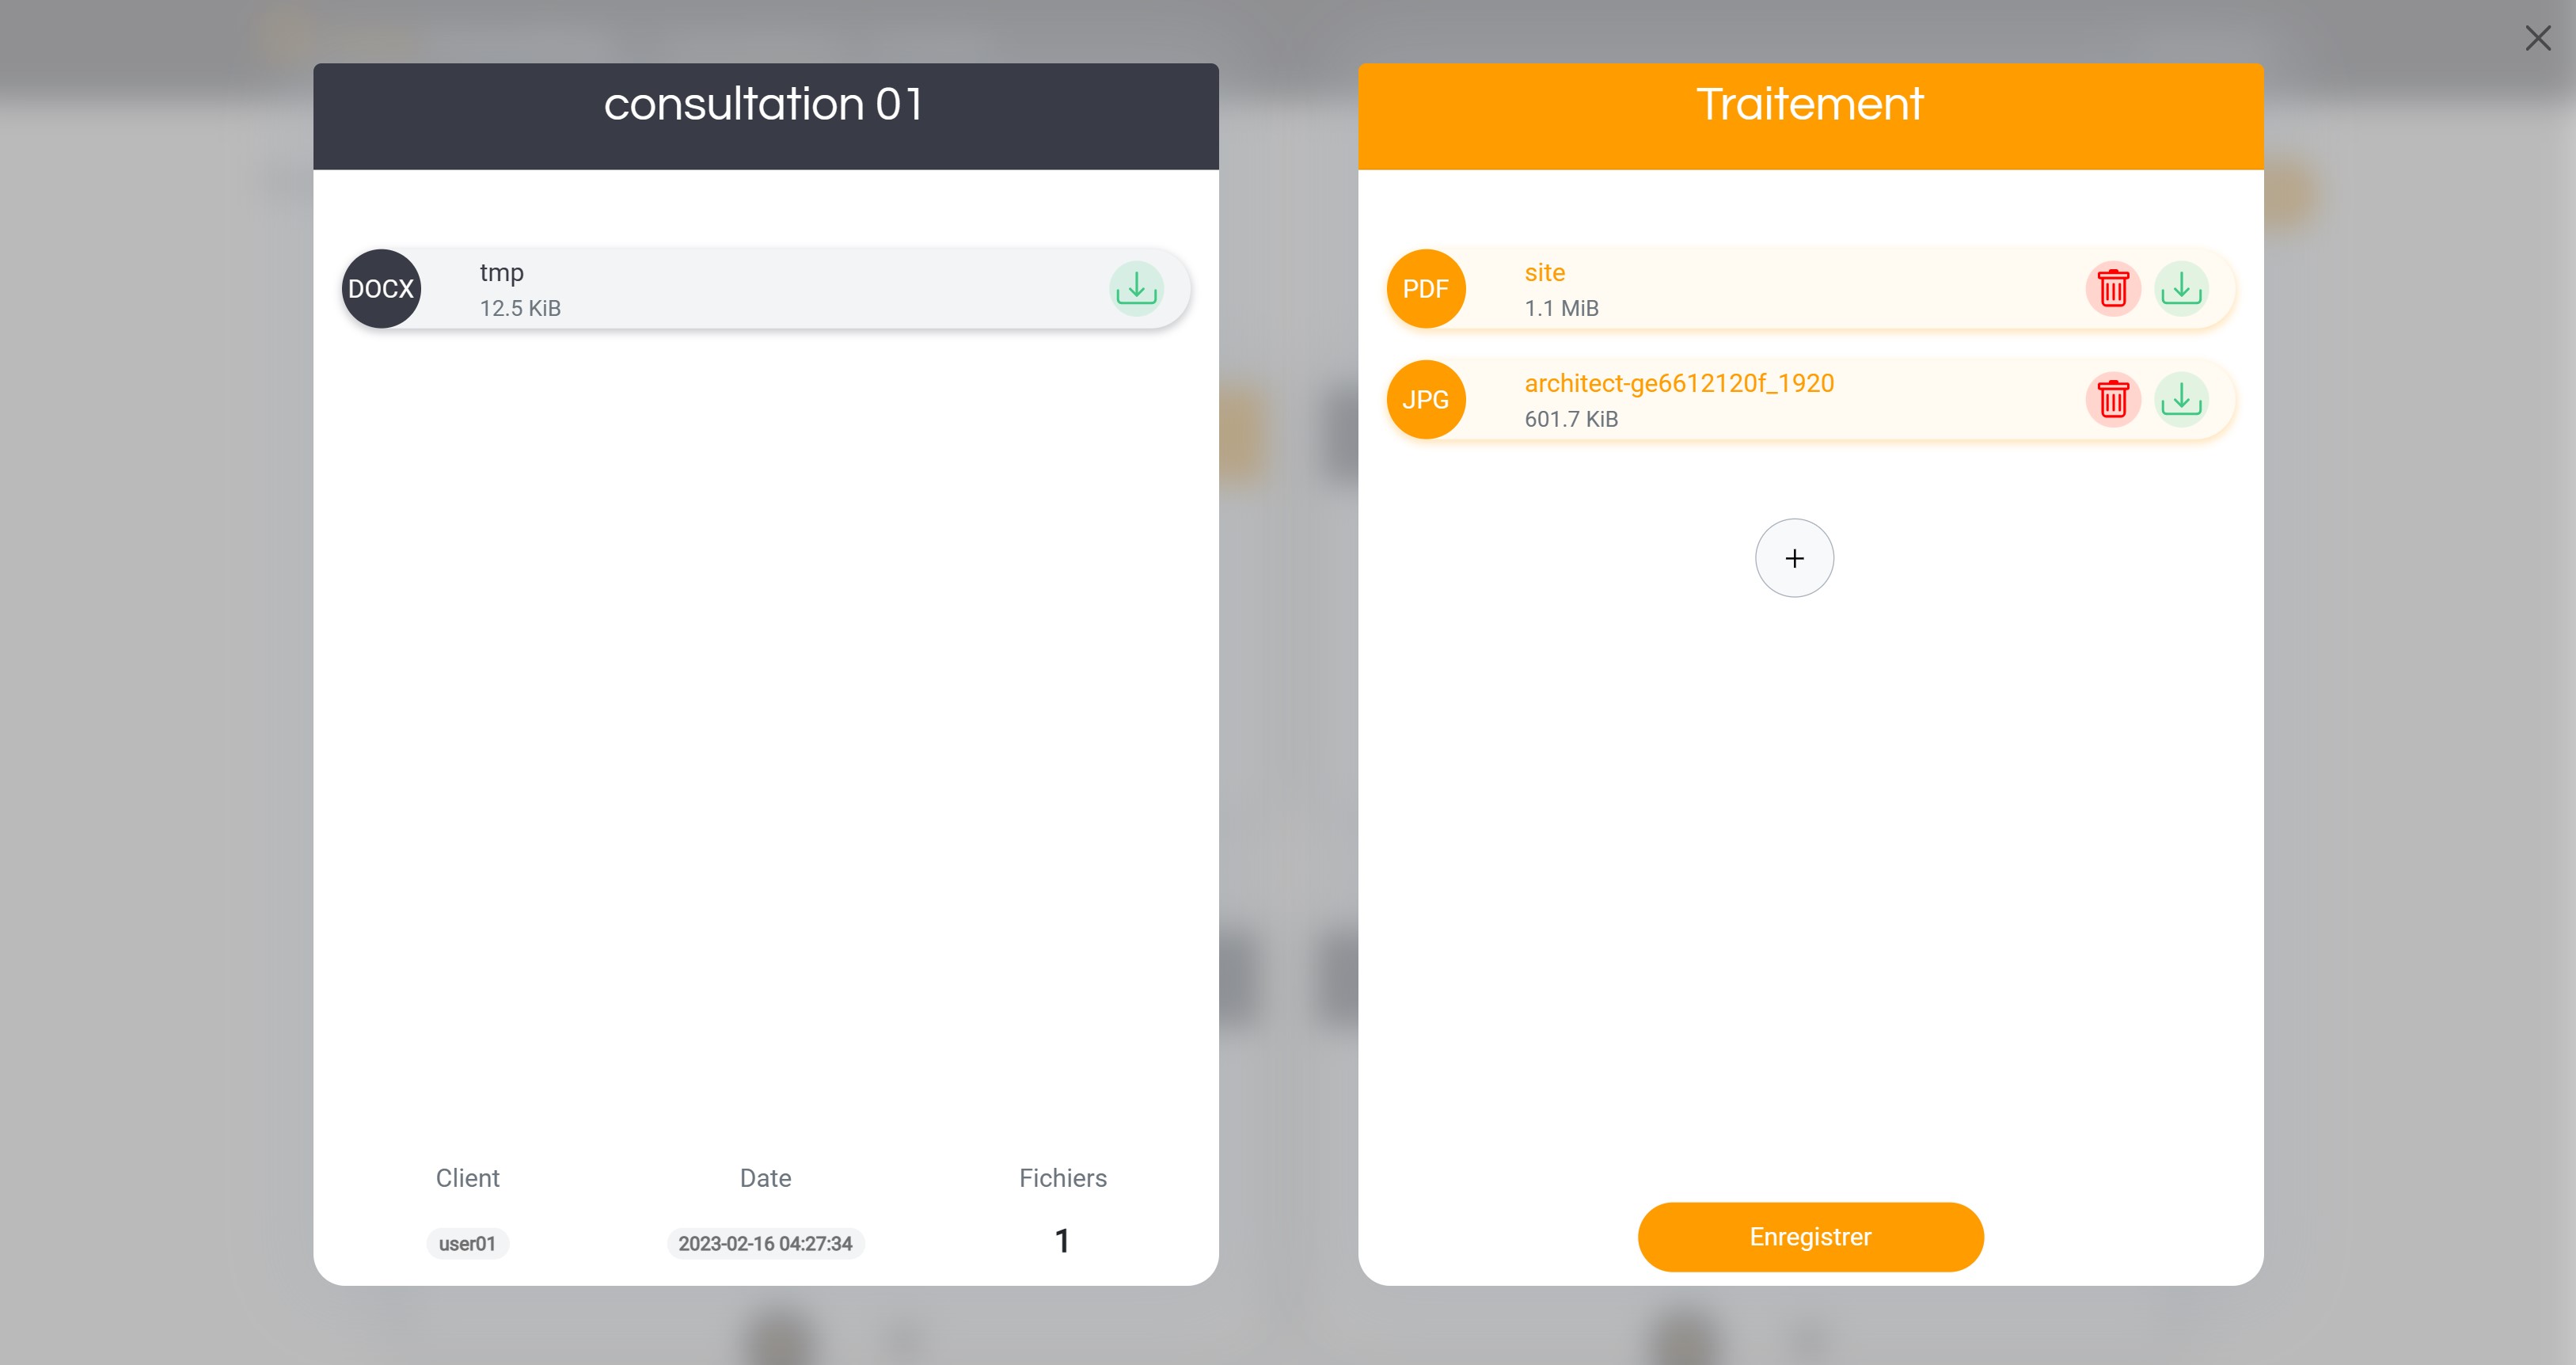 consultation 01
DOCX
tmp
12.5 KiB
Client
Date
Fichiers
user01
2023-02-16 04:27:34
1
Traitement
PDF
site
1.1 MiB
JPG
architect-ge6612120f_1920
601.7 KiB
+
Enregistrer